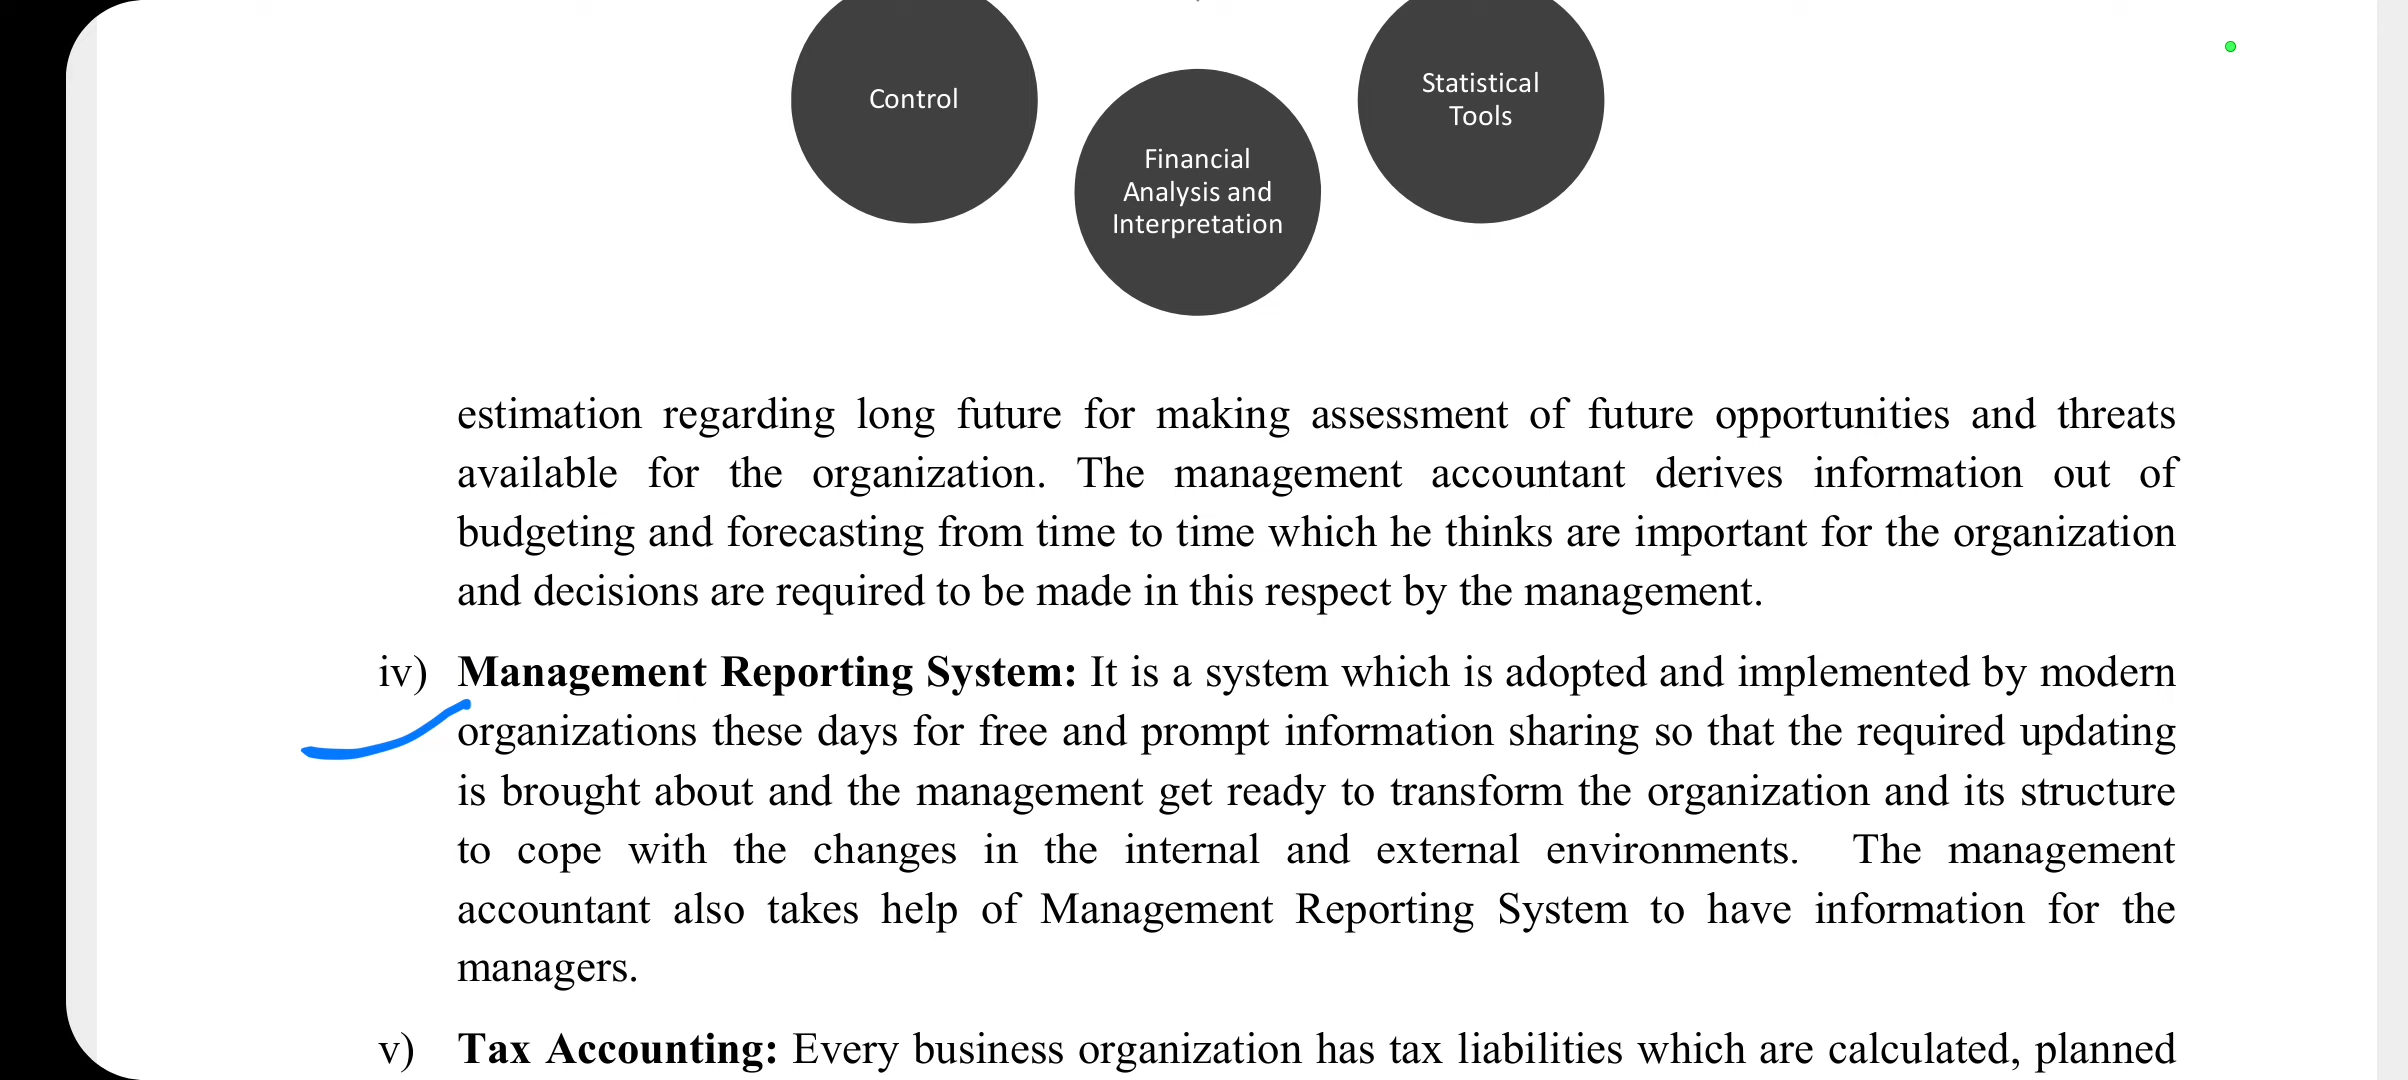 Control
Statistical
Tools
Financial
Analysis and
Interpretation
estimation regarding long future for making assessment of future opportunities and threats
available for the organization. The management accountant derives information out of
budgeting and forecasting from time to time which he thinks are important for the organization
and decisions are required to be made in this respect by the management.
iv) Management Reporting System: It is a system which is adopted and implemented by modern
organizations these days for free and prompt information sharing so that the required updating
is brought about and the management get ready to transform the organization and its structure
to cope with the changes in the internal and external environments. The management
accountant also takes help of Management Reporting System to have information for the
managers.
v) Tax Accounting: Every business organization has tax liabilities which are calculated, planned